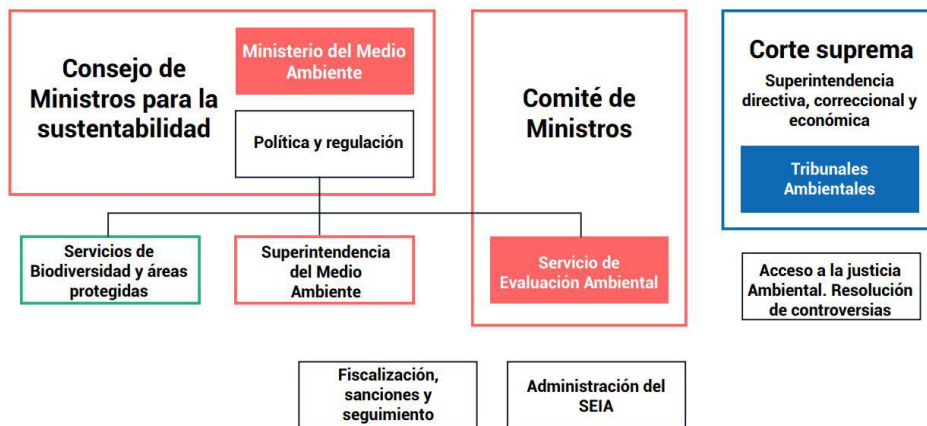 Consejo de
Ministros para la
sustentabilidad
Ministerio del Medio
Ambiente
Política y regulación
Comité de
Ministros
Corte suprema
Superintendencia
directiva, correccional y
económica
Tribunales
Ambientales
Servicios de
Biodiversidad y áreas
protegidas
Superintendencia
del Medio
Ambiente
Servicio de
Evaluación Ambiental
Acceso a la justicia
Ambiental. Resolución
de controversias
Fiscalización,
sanciones y
seguimiento
Administración del
SEIA